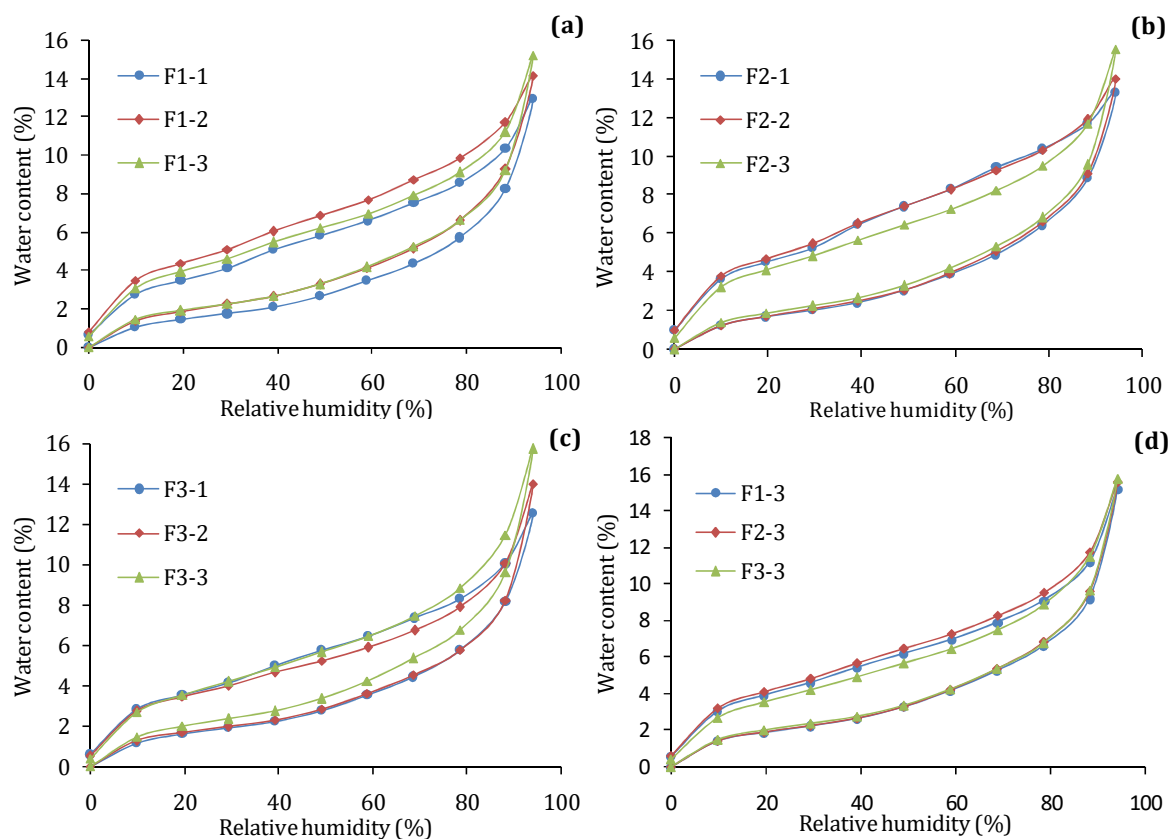 (a)
16
14
12
10
8
6
4
2
0
Water content (%)
F1-1
F1-2
F1-3
0 20 40 60 80 100
Relative humidity (%)
(b)
16
14
12
10
8
6
4
2
0
Water content (%)
F2-1
F2-2
F2-3
0 20 40 60 80 100
Relative humidity (%)
(c)
16
14
12
10
8
6
4
2
0
Water content (%)
F3-1
F3-2
F3-3
0 20 40 60 80 100
Relative humidity (%)
(d)
18
16
14
12
10
8
6
4
2
0
Water content (%)
F1-3
F2-3
F3-3
0 20 40 60 80 100
Relative humidity (%)